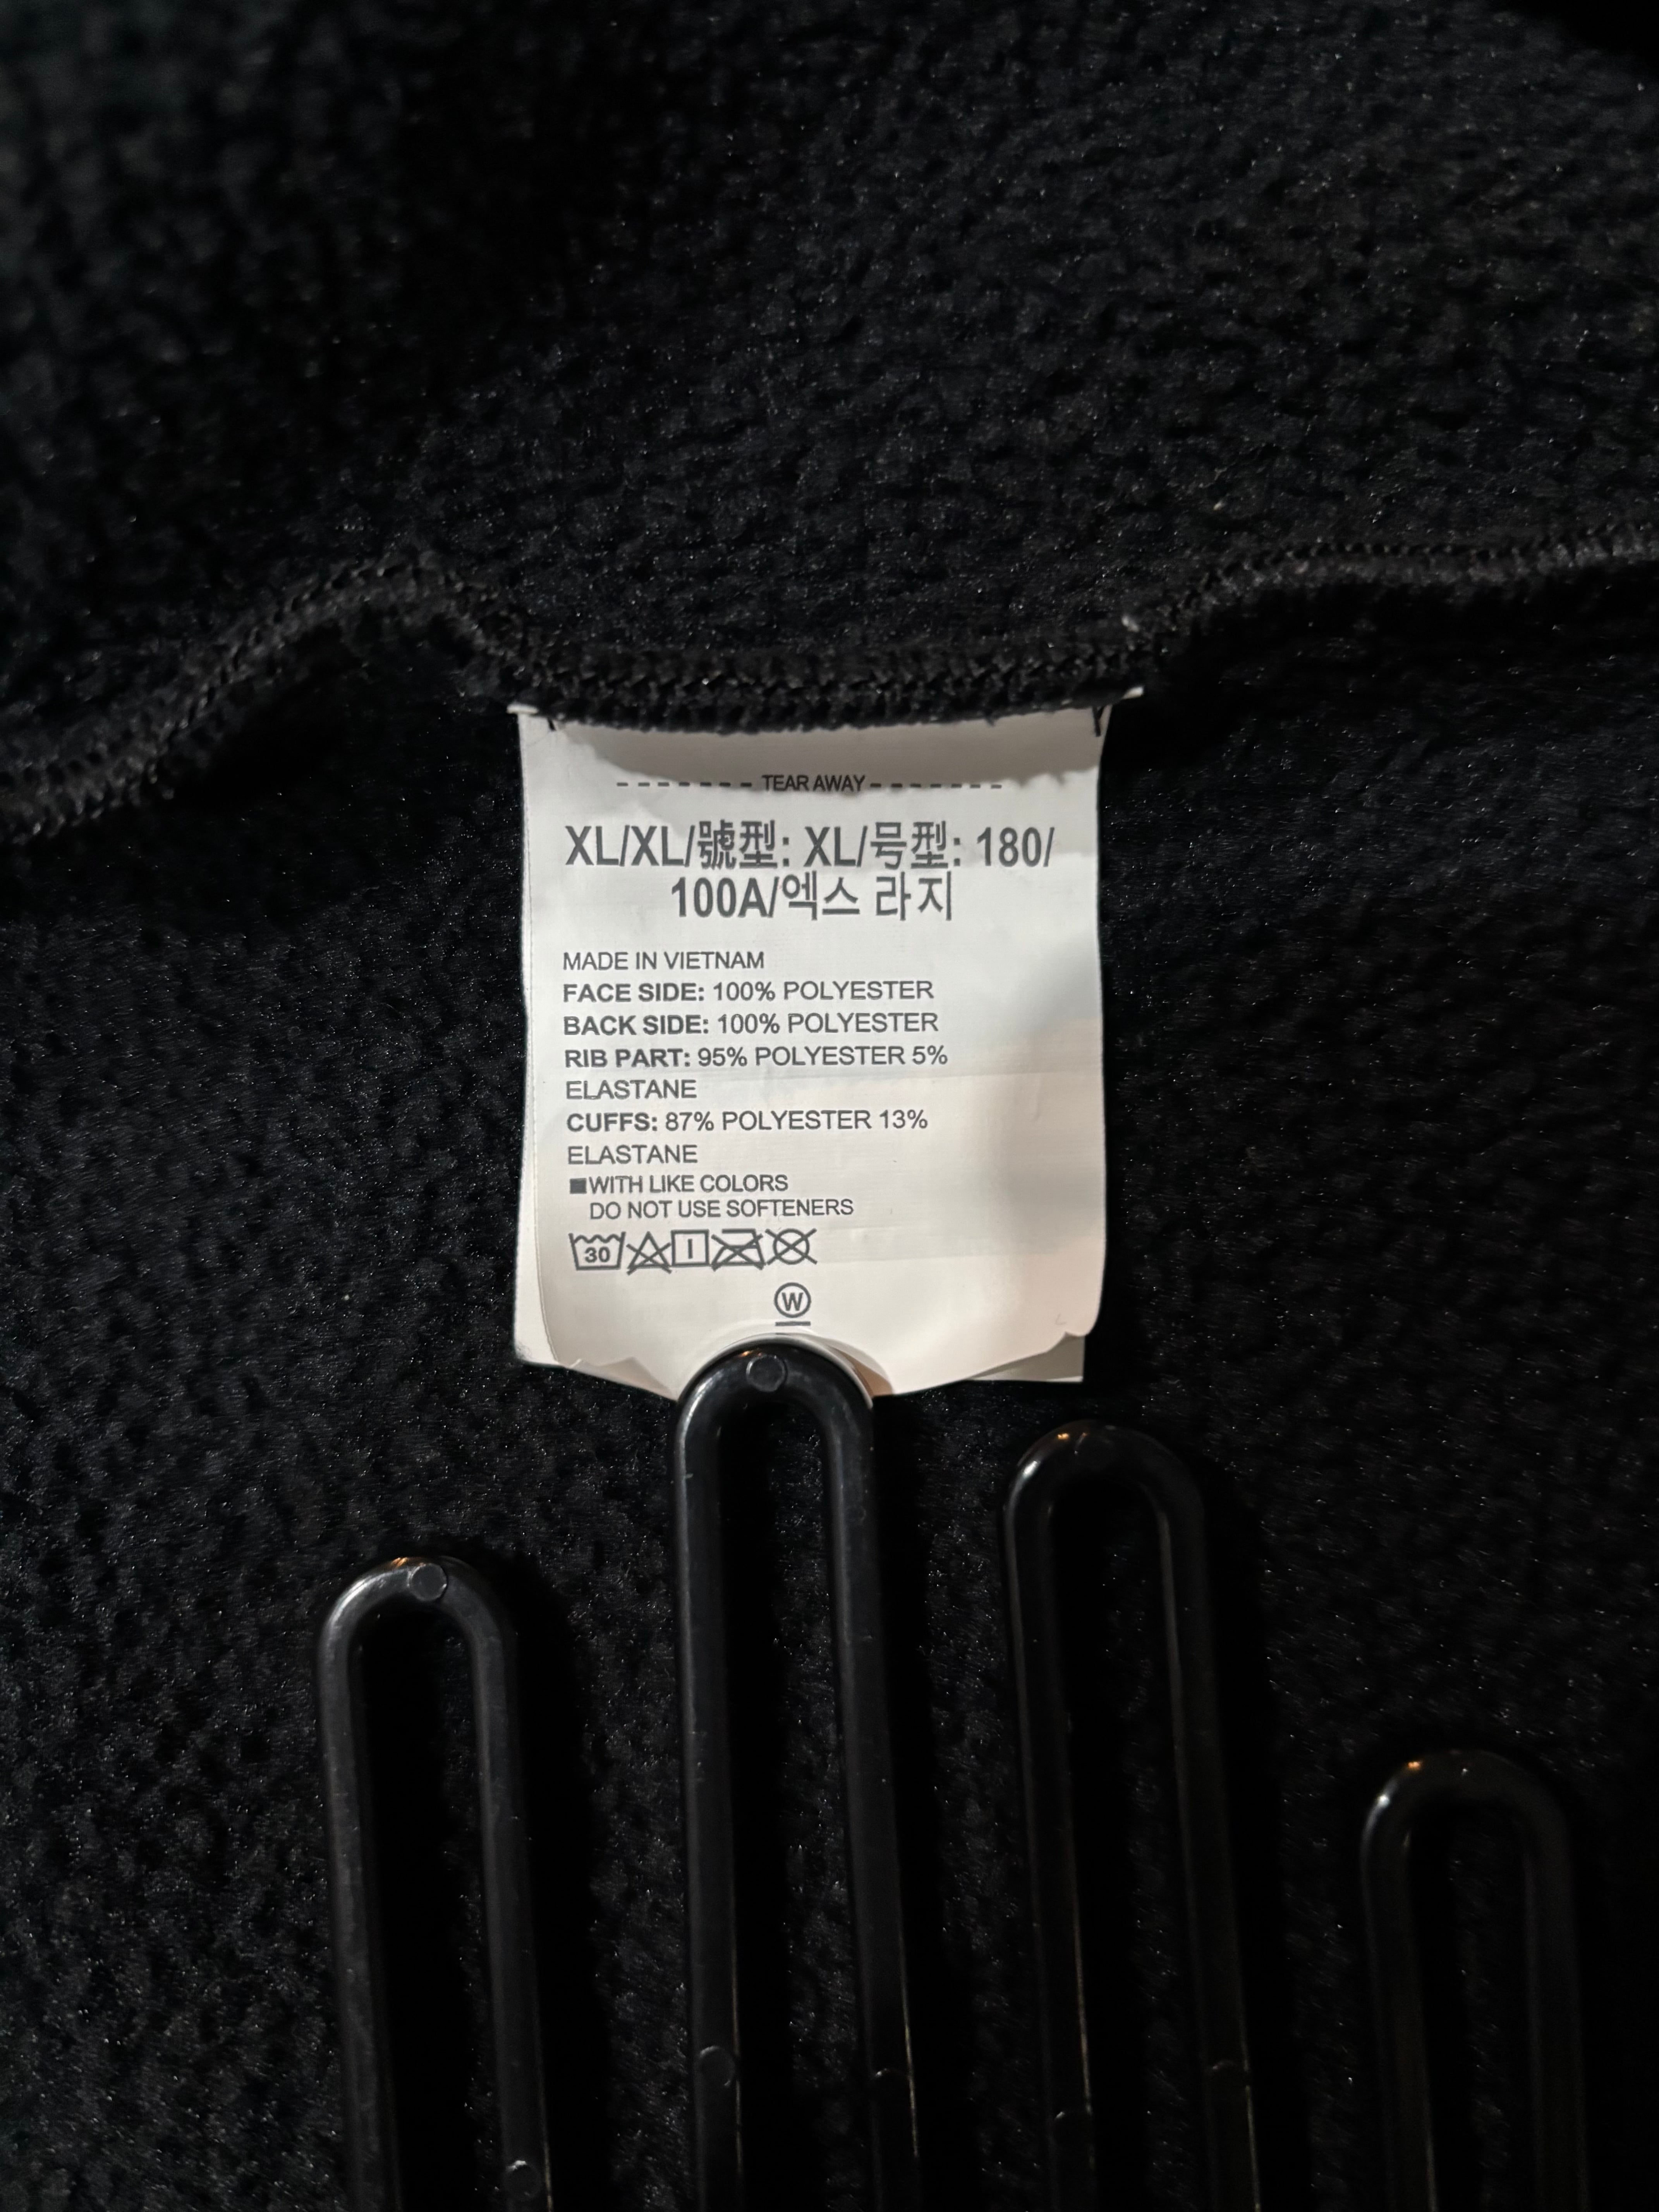 ------- TEAR AWAY -------
XL/XL/號型: XL/号型: 180/
100A/엑스 라지
MADE IN VIETNAM
FACE SIDE: 100% POLYESTER
BACK SIDE: 100% POLYESTER
RIB PART: 95% POLYESTER 5%
ELASTANE
CUFFS: 87% POLYESTER 13%
ELASTANE
■WITH LIKE COLORS
DO NOT USE SOFTENERS
30
W